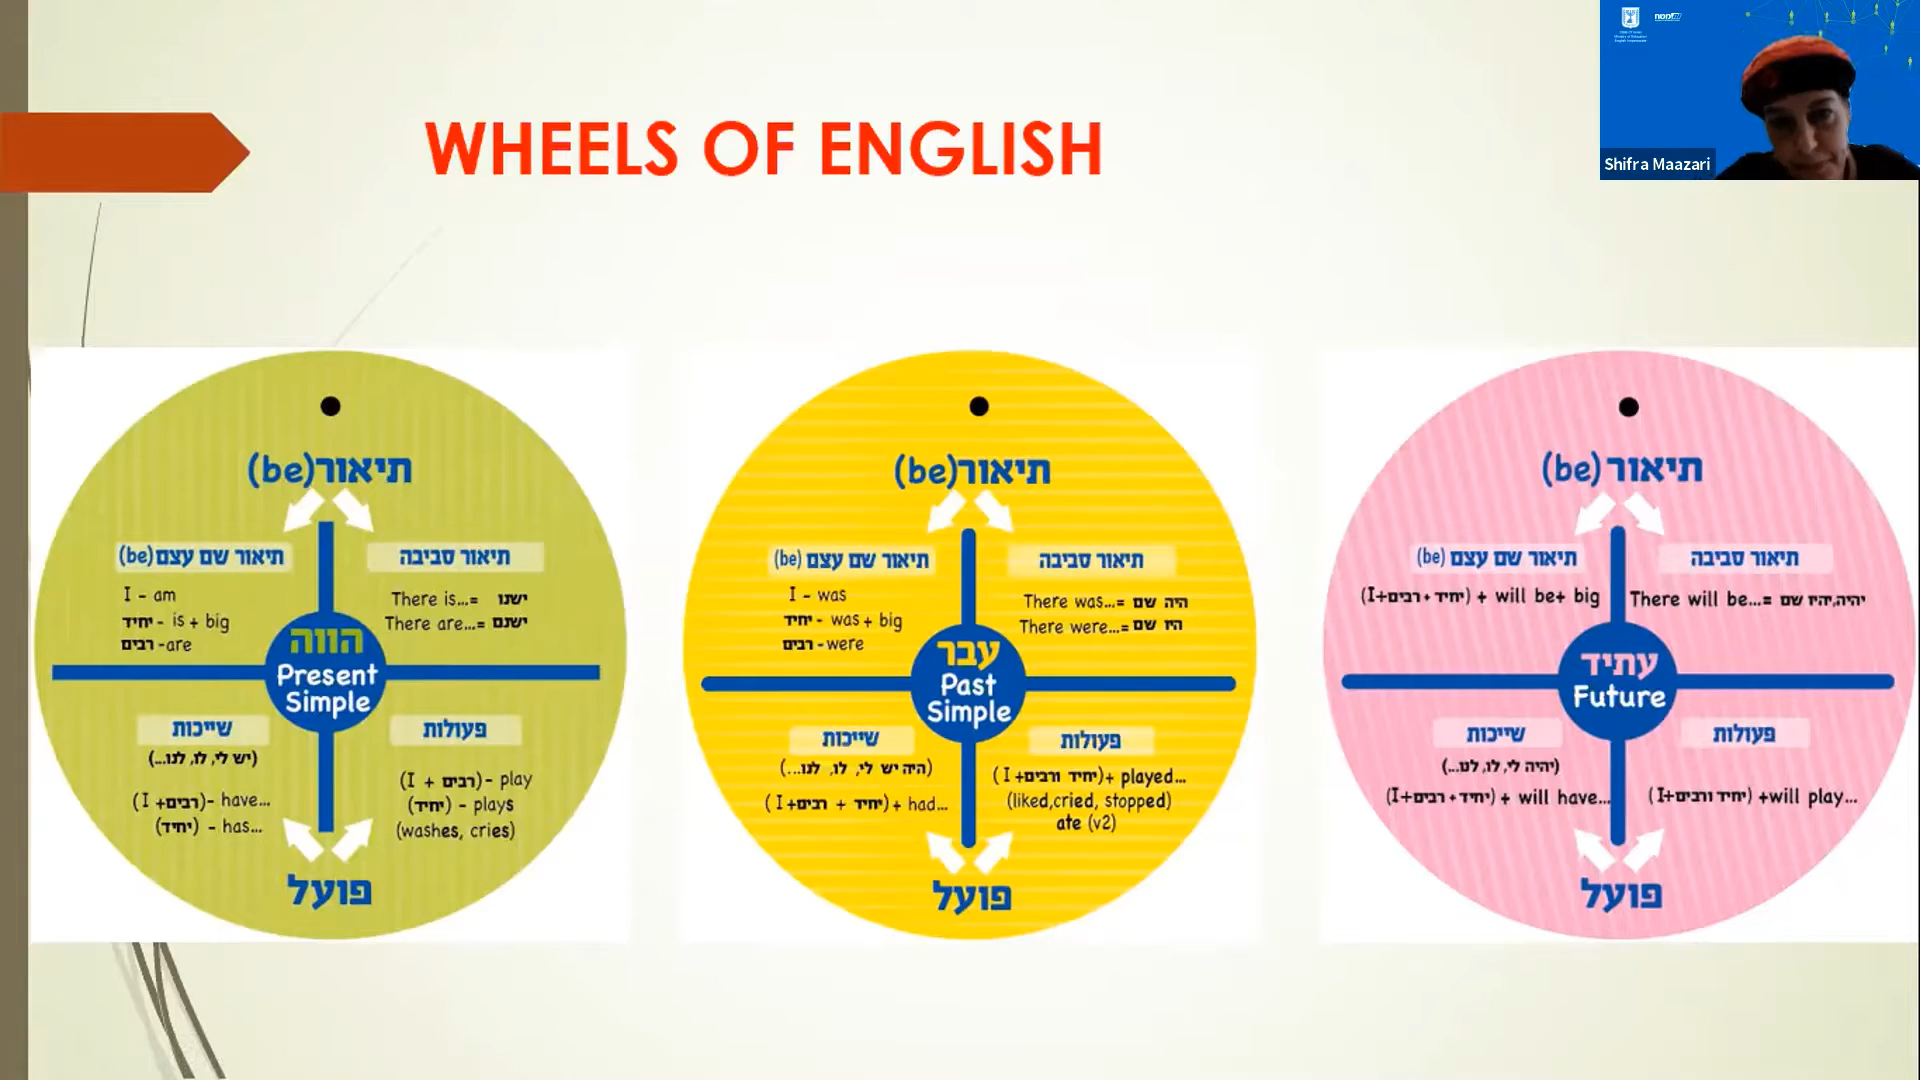 WHEELS OF ENGLISH
Shifra Maazari
תיאור(be)
תיאור שם עצם(be)
I - am
יחיד - is + big
רבים -are
תיאור סביבה
There is...= ישנו
There are...= ישנם
הווה
Present
Simple
שייכות
(יש לי, לו, לנו...)
(I +רבים)- have...
(יחיד) - has...
פעולות
(I + רבים)- play
(יחיד) - plays
(washes, cries)
פועל
תיאור(be)
תיאור שם עצם (be)
I - was
יחיד - was + big
רבים -were
תיאור סביבה
There was...= היה שם
There were...= היו שם
עבר
Past
Simple
שייכות
(היה יש לי, לו, לנו...)
(I +רבים + יחיד)+ had...
פעולות
(I +יחיד ורבים)+ played...
(liked,cried, stopped)
ate (v2)
פועל
תיאור(be)
תיאור שם עצם (be)
(I+יחיד + רבים) + will be+ big
תיאור סביבה
There will be...= יהיה,יהיו שם
עתיד
Future
שייכות
(יהיה לי, לו, לנו...)
(I+יחיד + רבים) + will have...
פעולות
(I+יחיד ורבים) +will play...
פועל